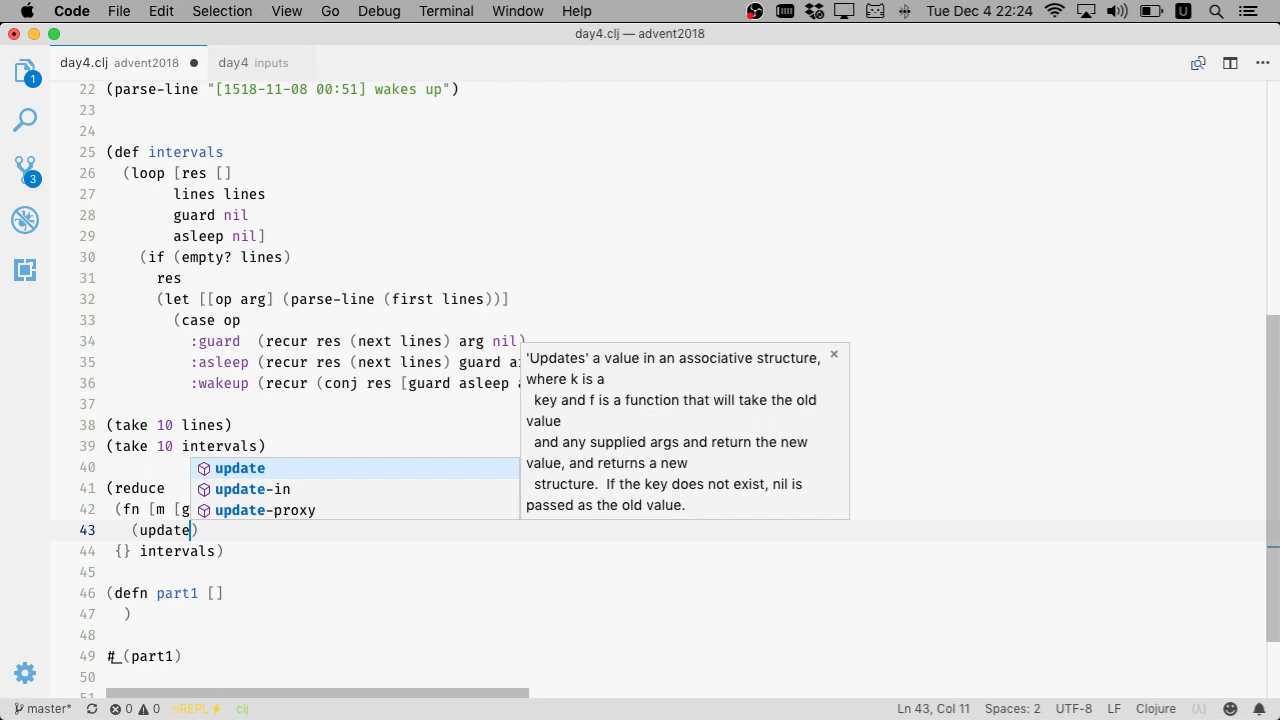 Code File Edit Selection View Go Debug Terminal Window Help Tue Dec 4 22:24 U
day4.clj — advent2018
day4.clj advent2018 ● day4 inputs
1
3
22 (parse-line "[1518-11-08 00:51] wakes up")
23
24
25 (def intervals
26 (loop [res []
27 lines lines
28 guard nil
29 asleep nil]
30 (if (empty? lines)
31 res
32 (let [[op arg] (parse-line (first lines))]
33 (case op
34 :guard (recur res (next lines) arg nil)
35 :asleep (recur res (next lines) guard
36 :wakeup (recur (conj res [guard asleep
37
38 (take 10 lines)
39 (take 10 intervals)
40
41 (reduce
42 (fn [m [g
43 (update)
44 {} intervals)
45
46 (defn part1 []
47 )
48
49 #_(part1)
50
51
update
update-in
update-proxy
'Updates' a value in an associative structure,
where k is a
key and f is a function that will take the old
value
and any supplied args and return the new
value, and returns a new
structure. If the key does not exist, nil is
passed as the old value.
master* 0 0 nREPL⚡ clj Ln 43, Col 11 Spaces: 2 UTF-8 LF Clojure (λ)